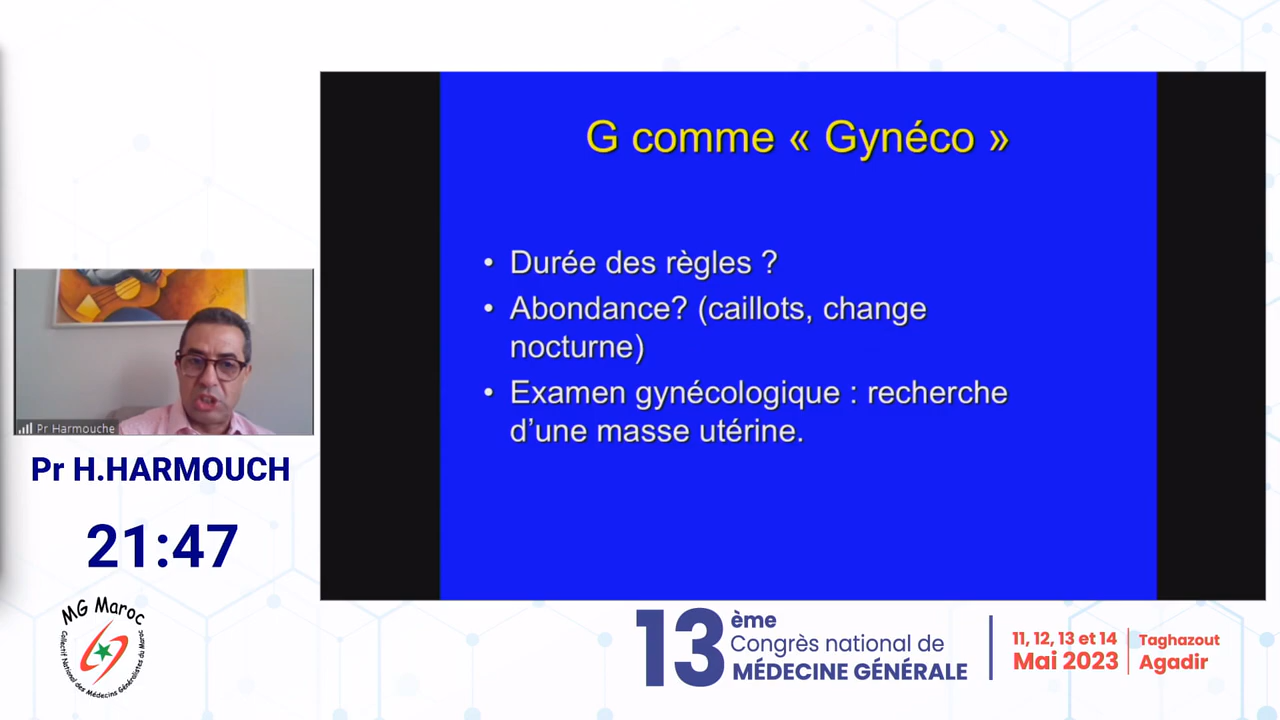 G comme « Gynéco »
• Durée des règles ?
• Abondance? (caillots, change
nocturne)
• Examen gynécologique : recherche
d’une masse utérine.
Pr Harmouche
Pr H.HARMOUCH
21:47
MG Maroc
Collectif National des Médecins Généralistes du Maroc
13 ème
Congrès national de
MÉDECINE GÉNÉRALE
11, 12, 13 et 14
Mai 2023
Taghazout
Agadir